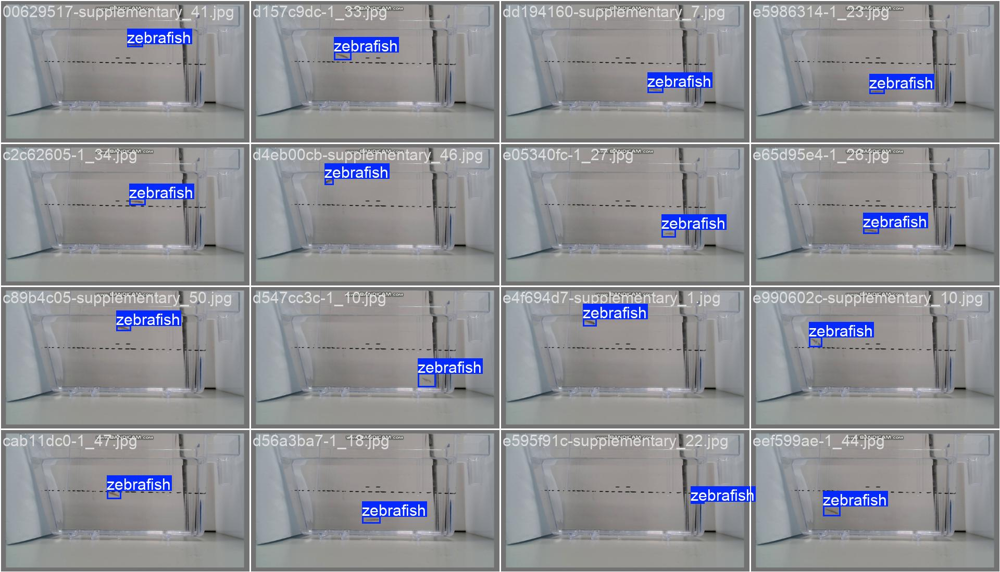 00629517-supplementary_41.jpg
d157c9dc-1_33.jpg
dd194160-supplementary_7.jpg
e5986314-1_23.jpg
www.BANDICAM.com
www.BANDICAM.com
www.BANDICAM.com
www.BANDICAM.com
zebrafish
zebrafish
zebrafish
zebrafish
c2c62605-1_34.jpg
d4eb00cb-supplementary_46.jpg
e05340fc-1_27.jpg
e65d95e4-1_26.jpg
www.BANDICAM.com
www.BANDICAM.com
www.BANDICAM.com
www.BANDICAM.com
zebrafish
zebrafish
zebrafish
zebrafish
c89b4c05-supplementary_50.jpg
d547cc3c-1_10.jpg
e4f694d7-supplementary_1.jpg
e990602c-supplementary_10.jpg
www.BANDICAM.com
www.BANDICAM.com
www.BANDICAM.com
www.BANDICAM.com
zebrafish
zebrafish
zebrafish
zebrafish
cab11dc0-1_47.jpg
d56a3ba7-1_18.jpg
e595f91c-supplementary_22.jpg
eef599ae-1_44.jpg
www.BANDICAM.com
www.BANDICAM.com
www.BANDICAM.com
www.BANDICAM.com
zebrafish
zebrafish
zebrafish
zebrafish